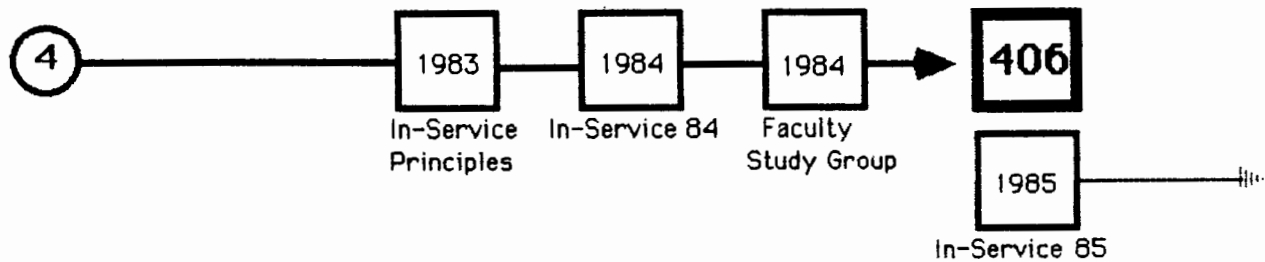 4
1983
1984
1984
406
In-Service
Principles
In-Service 84
Faculty
Study Group
1985
In-Service 85